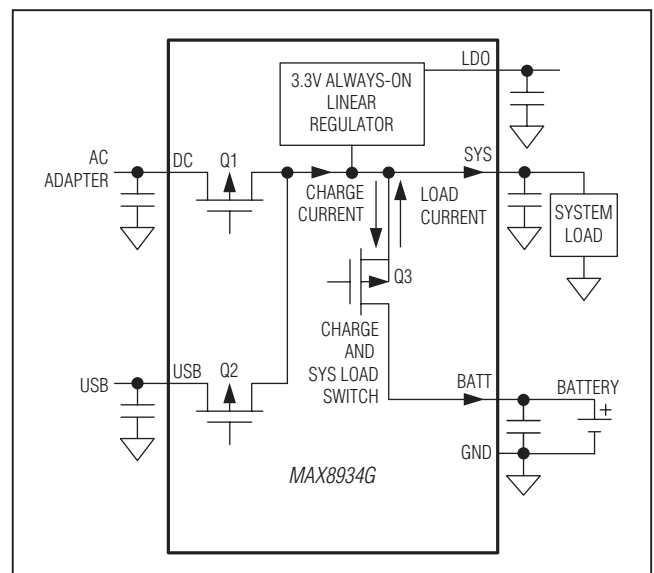 3.3V ALWAYS-ON
LINEAR
REGULATOR
LDO
AC
ADAPTER
DC
Q1
CHARGE
CURRENT
LOAD
CURRENT
SYS
SYSTEM
LOAD
Q3
CHARGE
AND
SYS LOAD
SWITCH
USB
USB
Q2
BATT
BATTERY
+
GND
MAX8934G